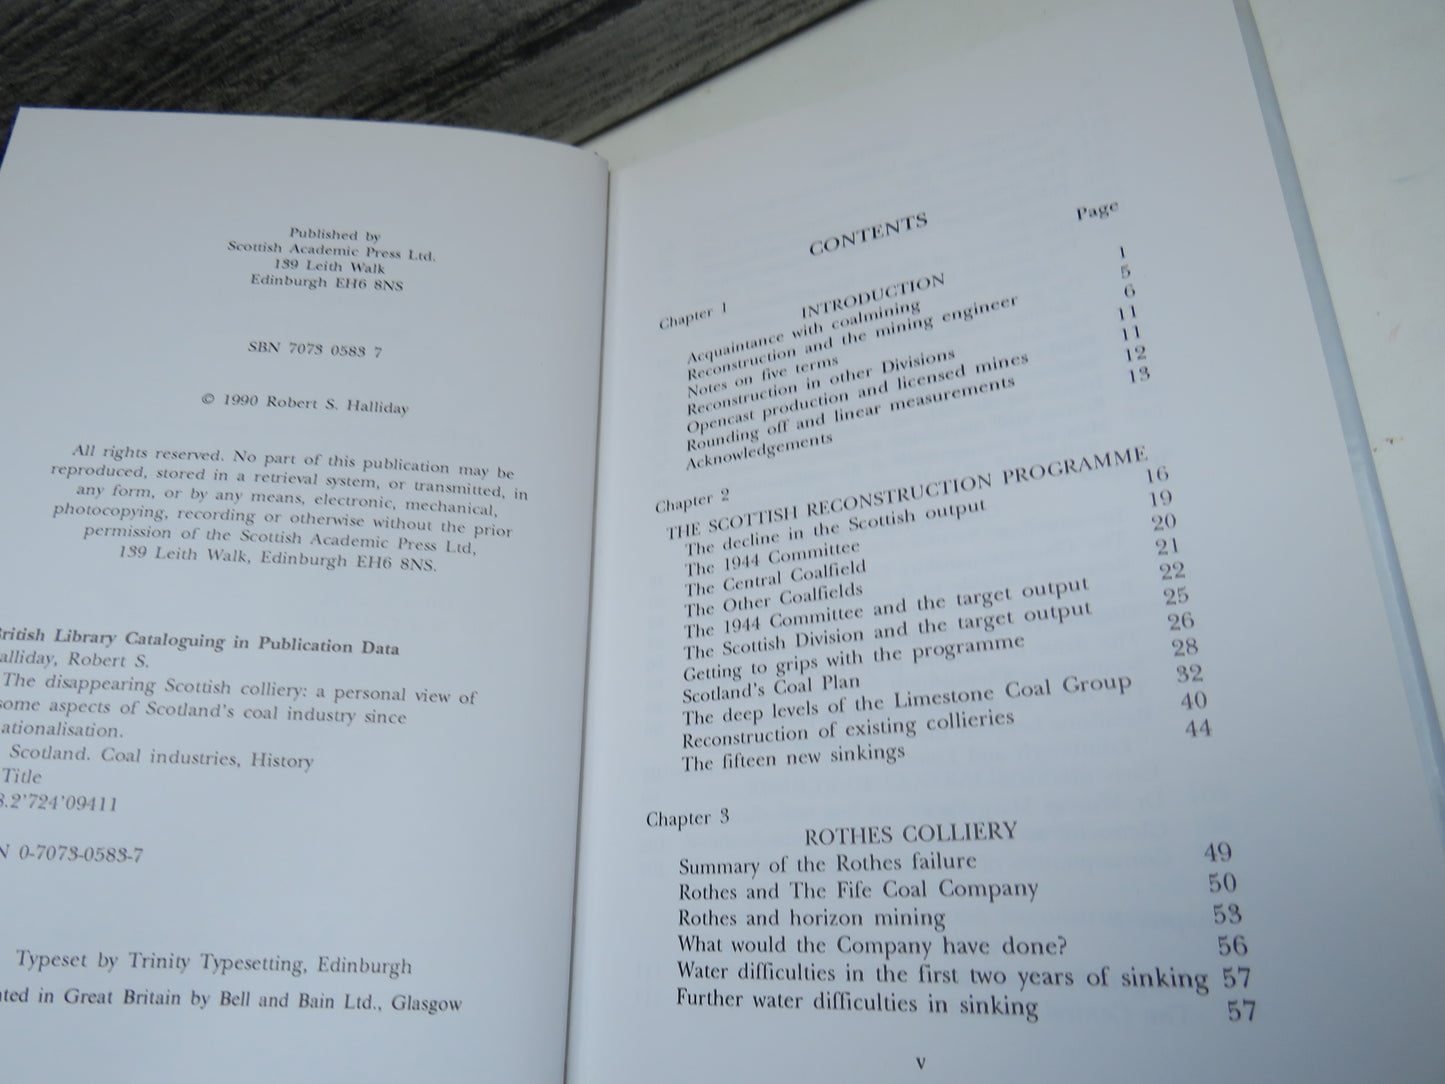 Published by
Scottish Academic Press Ltd.
139 Leith Walk
Edinburgh EH6 8NS
SBN 7073 0583 7
© 1990 Robert S. Halliday
All rights reserved. No part of this publication may be
reproduced, stored in a retrieval system, or transmitted, in
any form, or by any means, electronic, mechanical,
photocopying, recording or otherwise without the prior
permission of the Scottish Academic Press Ltd,
139 Leith Walk, Edinburgh EH6 8NS.
ritish Library Cataloguing in Publication Data
alliday, Robert S.
The disappearing Scottish colliery: a personal view of
some aspects of Scotland's coal industry since
ationalisation.
Scotland. Coal industries, History
Title
8.2'724'09411
N 0-7073-0583-7
Typeset by Trinity Typesetting, Edinburgh
nted in Great Britain by Bell and Bain Ltd., Glasgow
CONTENTS
Page
Chapter 1
INTRODUCTION 1
Acquaintance with coalmining 5
Reconstruction and the mining engineer 6
Notes on five terms 11
Reconstruction in other Divisions 11
Opencast production and licensed mines 12
Rounding off and linear measurements 13
Acknowledgements
Chapter 2
THE SCOTTISH RECONSTRUCTION PROGRAMME
The decline in the Scottish output 16
The 1944 Committee 19
The Central Coalfield 20
The Other Coalfields 21
The 1944 Committee and the target output 22
The Scottish Division and the target output 25
Getting to grips with the programme 26
Scotland's Coal Plan 28
The deep levels of the Limestone Coal Group 32
Reconstruction of existing collieries 40
The fifteen new sinkings 44
Chapter 3
ROTHES COLLIERY
Summary of the Rothes failure 49
Rothes and The Fife Coal Company 50
Rothes and horizon mining 53
What would the Company have done? 56
Water difficulties in the first two years of sinking 57
Further water difficulties in sinking 57
v